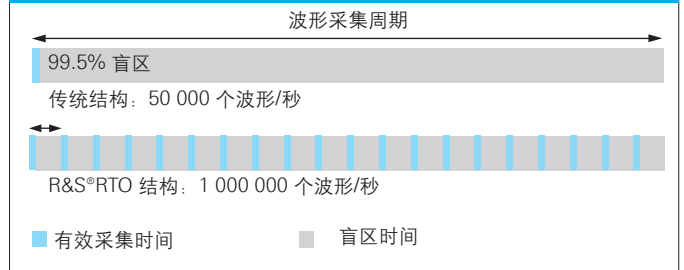 波形采集周期
99.5% 盲区
传统结构：50 000 个波形/秒
R&S®RTO 结构：1 000 000 个波形/秒
有效采集时间
盲区时间